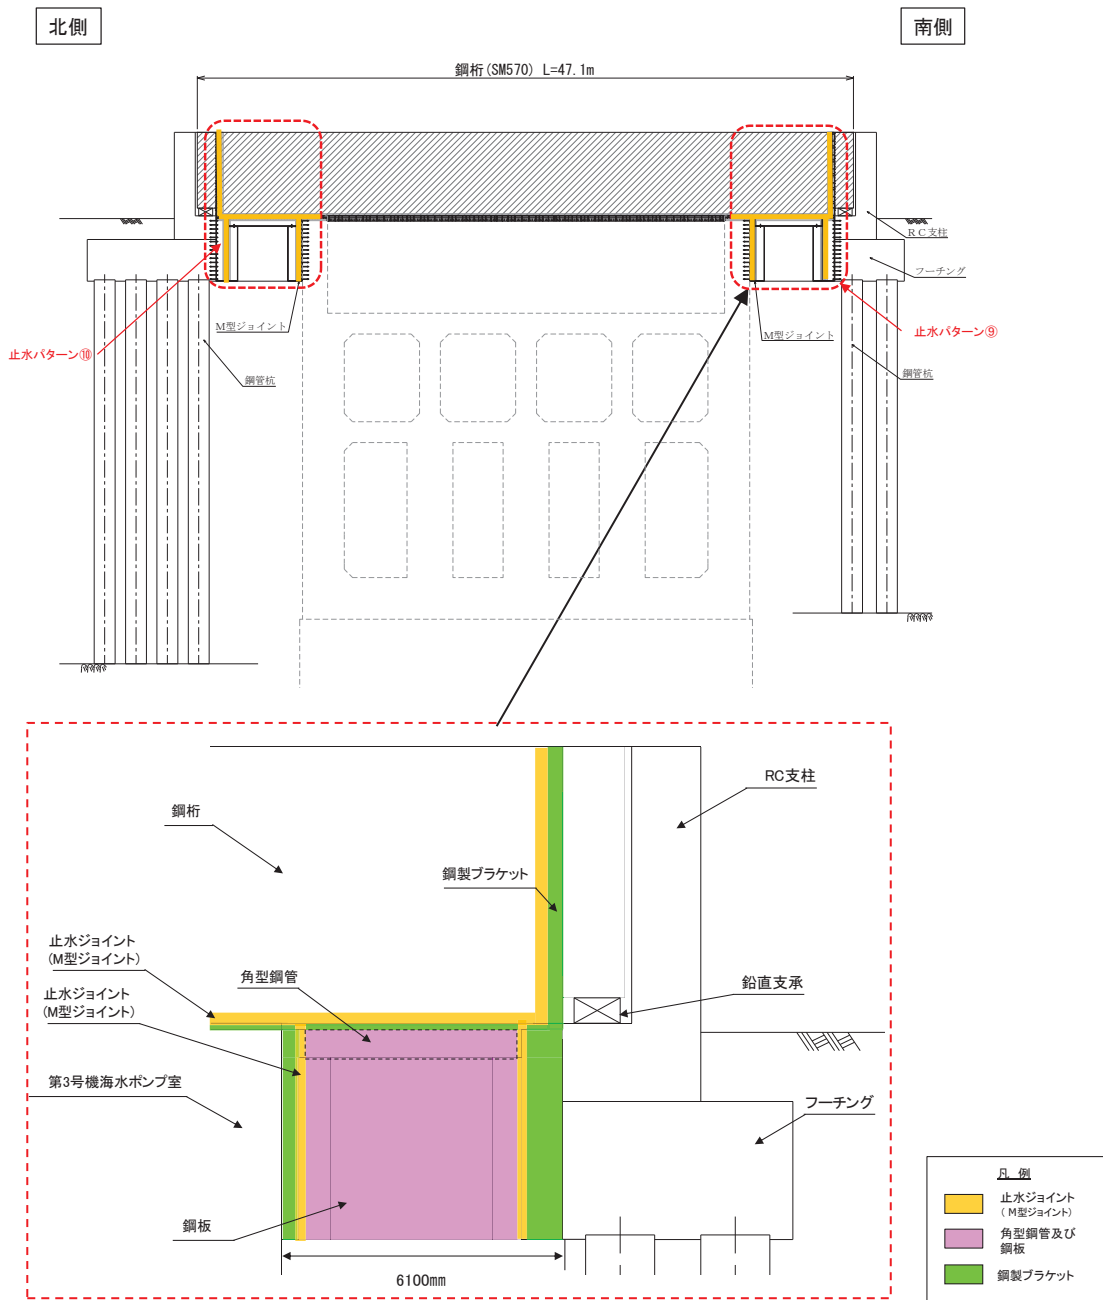 北側
南側
鋼桁(SM570) L=47.1m
RC支柱
フーチング
M型ジョイント
M型ジョイント
止水パターン⑩
止水パターン⑨
鋼管杭
鋼管杭
RC支柱
鋼桁
鋼製ブラケット
止水ジョイント
(M型ジョイント)
角型鋼管
鉛直支承
止水ジョイント
(M型ジョイント)
第3号機海水ポンプ室
フーチング
鋼板
6100mm
凡 例
止水ジョイント
(M型ジョイント)
角型鋼管及び
鋼板
鋼製ブラケット